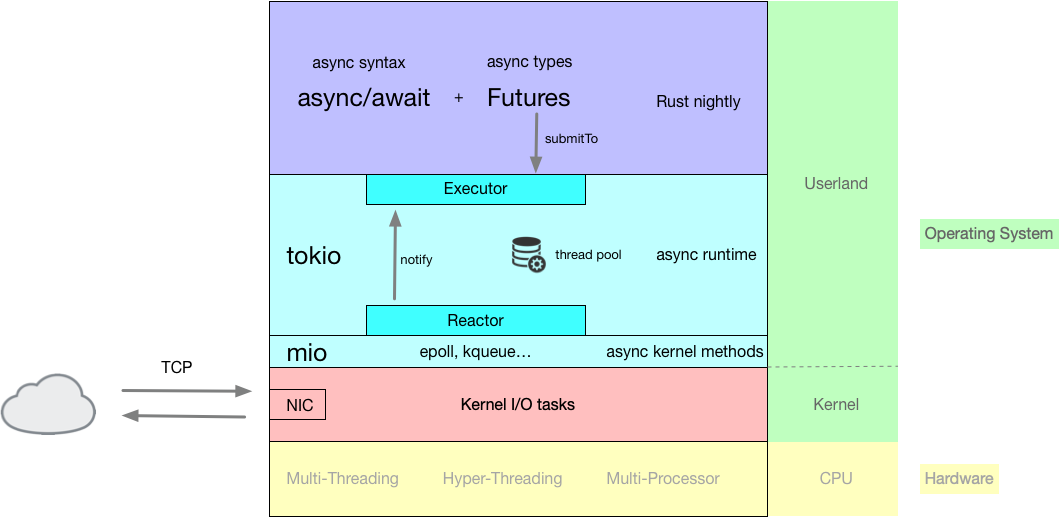 async syntax
async types
async/await + Futures
Rust nightly
submitTo
Executor
Userland
Operating System
tokio
notify
thread pool
async runtime
Reactor
mio
epoll, kqueue…
async kernel methods
TCP
NIC
Kernel I/O tasks
Kernel
Multi-Threading
Hyper-Threading
Multi-Processor
CPU
Hardware